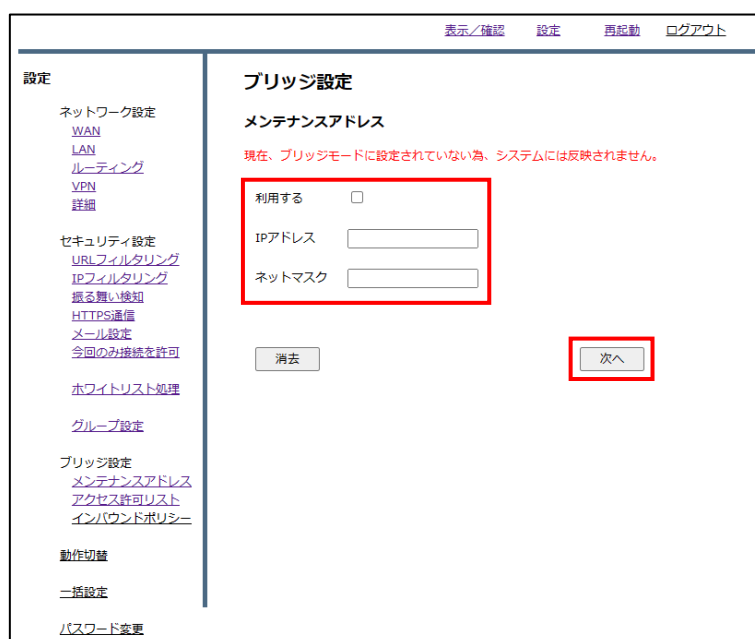 表示／確認 設定 再起動 ログアウト
設定
ネットワーク設定
WAN
LAN
ルーティング
VPN
詳細
セキュリティ設定
URLフィルタリング
IPフィルタリング
振る舞い検知
HTTPS通信
メール設定
今回のみ接続を許可
ホワイトリスト処理
グループ設定
ブリッジ設定
メンテナンスアドレス
アクセス許可リスト
インバウンドポリシー
動作切替
一括設定
パスワード変更
ブリッジ設定
メンテナンスアドレス
現在、ブリッジモードに設定されていない為、システムには反映されません。
利用する
IPアドレス
ネットマスク
消去 次へ